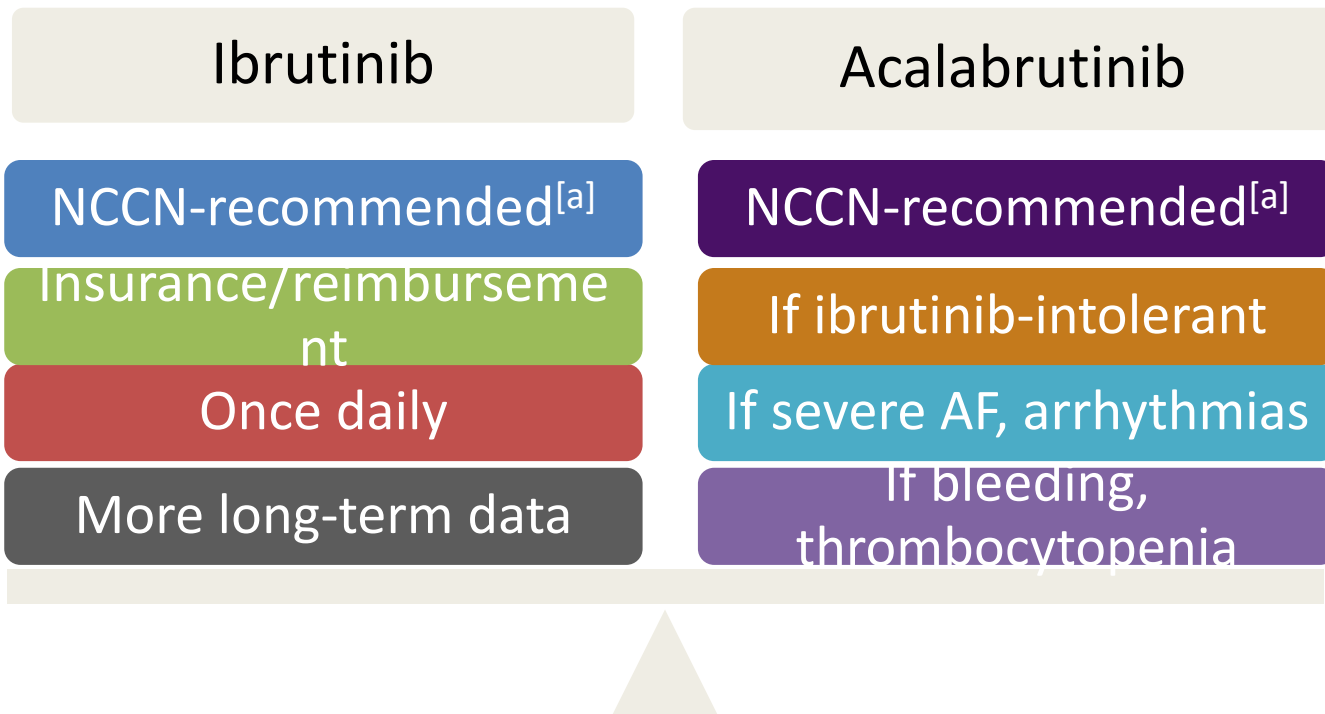 Ibrutinib
NCCN-recommended[a]
Insurance/reimburseme
nt
Once daily
More long-term data
Acalabrutinib
NCCN-recommended[a]
If ibrutinib-intolerant
If severe AF, arrhythmias
If bleeding,
thrombocytopenia